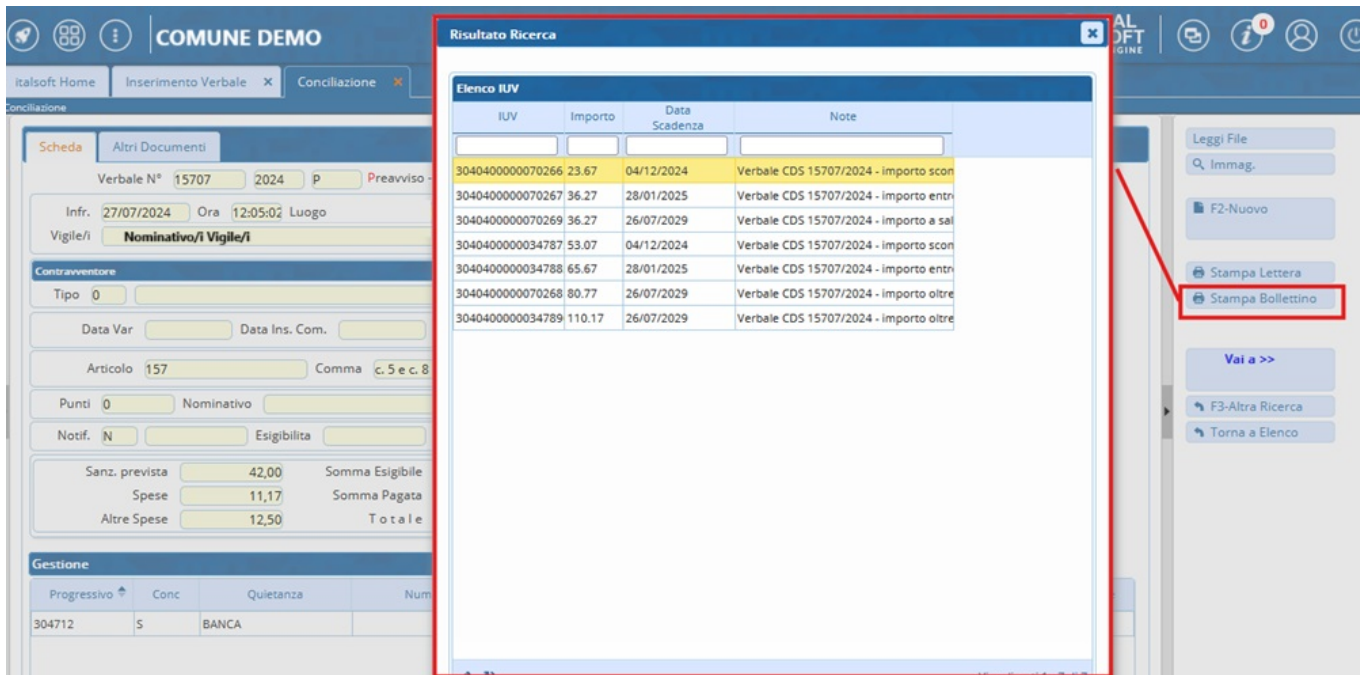 COMUNE DEMO
0
italsoft Home
Inserimento Verbale ×
Conciliazione ×
Conciliazione
Scheda
Altri Documenti
Verbale N° 15707 2024 P Preavviso -
Infr. 27/07/2024 Ora 12:05:02 Luogo
Vigile/i Nominativo/i Vigile/i
Contravventore
Tipo 0
Data Var Data Ins. Com.
Articolo 157 Comma c. 5 e c. 8
Punti 0 Nominativo
Notif. N Esigibilita
Sanz. prevista 42,00 Somma Esigibile
Spese 11,17 Somma Pagata
Altre Spese 12,50 Totale
Gestione
Progressivo Conc Quietanza Num
304712 S BANCA
Risultato Ricerca
Elenco IUV
IUV Importo Data Scadenza Note
3040400000070266 23.67 04/12/2024 Verbale CDS 15707/2024 - importo scon
3040400000070267 36.27 28/01/2025 Verbale CDS 15707/2024 - importo entr
3040400000070269 36.27 26/07/2029 Verbale CDS 15707/2024 - importo a sal
3040400000034787 53.07 04/12/2024 Verbale CDS 15707/2024 - importo scon
3040400000034788 65.67 28/01/2025 Verbale CDS 15707/2024 - importo entr
3040400000070268 80.77 26/07/2029 Verbale CDS 15707/2024 - importo oltre
3040400000034789 110.17 26/07/2029 Verbale CDS 15707/2024 - importo oltre
Leggi File
Immag.
F2-Nuovo
Stampa Lettera
Stampa Bollettino
Vai a >>
F3-Altra Ricerca
Torna a Elenco